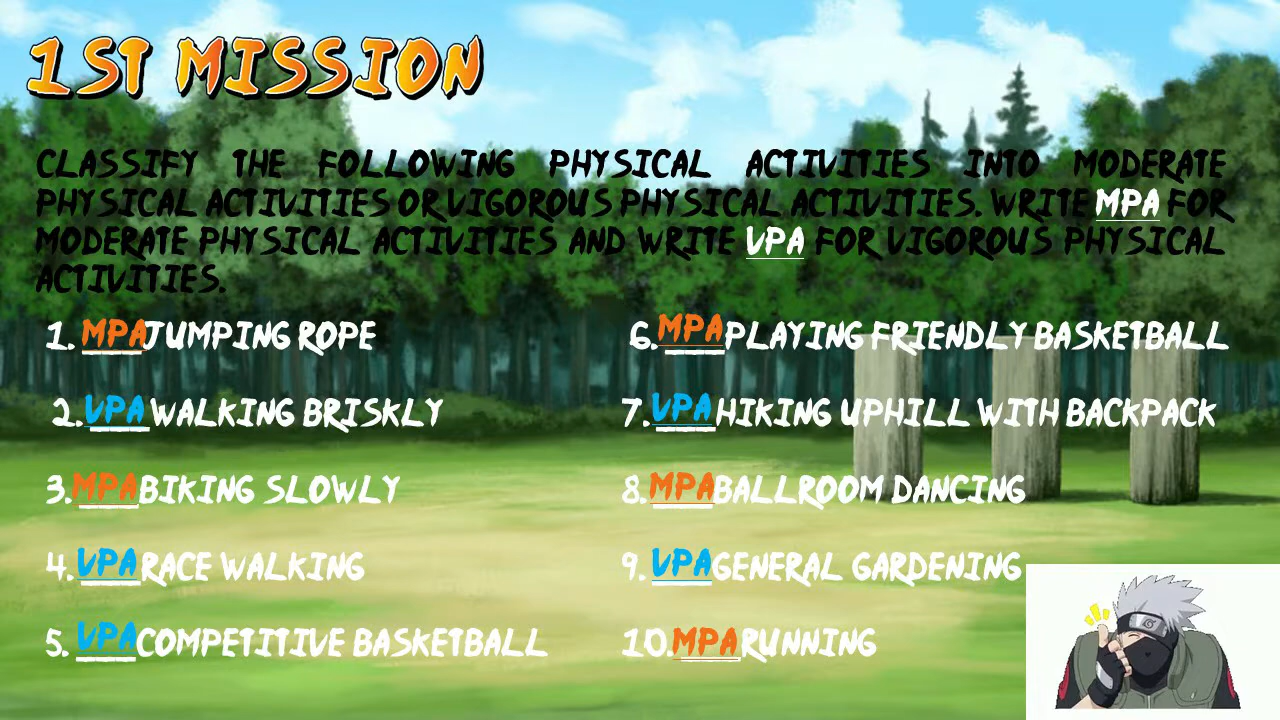 1ST MISSION
CLASSIFY THE FOLLOWING PHYSICAL ACTIVITIES INTO MODERATE
PHYSICAL ACTIVITIES OR VIGOROUS PHYSICAL ACTIVITIES. WRITE MPA FOR
MODERATE PHYSICAL ACTIVITIES AND WRITE VPA FOR VIGOROUS PHYSICAL
ACTIVITIES.
1. MPA JUMPING ROPE
2. VPA WALKING BRISKLY
3. MPA BIKING SLOWLY
4. VPA RACE WALKING
5. VPA COMPETITIVE BASKETBALL
6. MPA PLAYING FRIENDLY BASKETBALL
7. VPA HIKING UPHILL WITH BACKPACK
8. MPA BALLROOM DANCING
9. VPA GENERAL GARDENING
10. MPA RUNNING